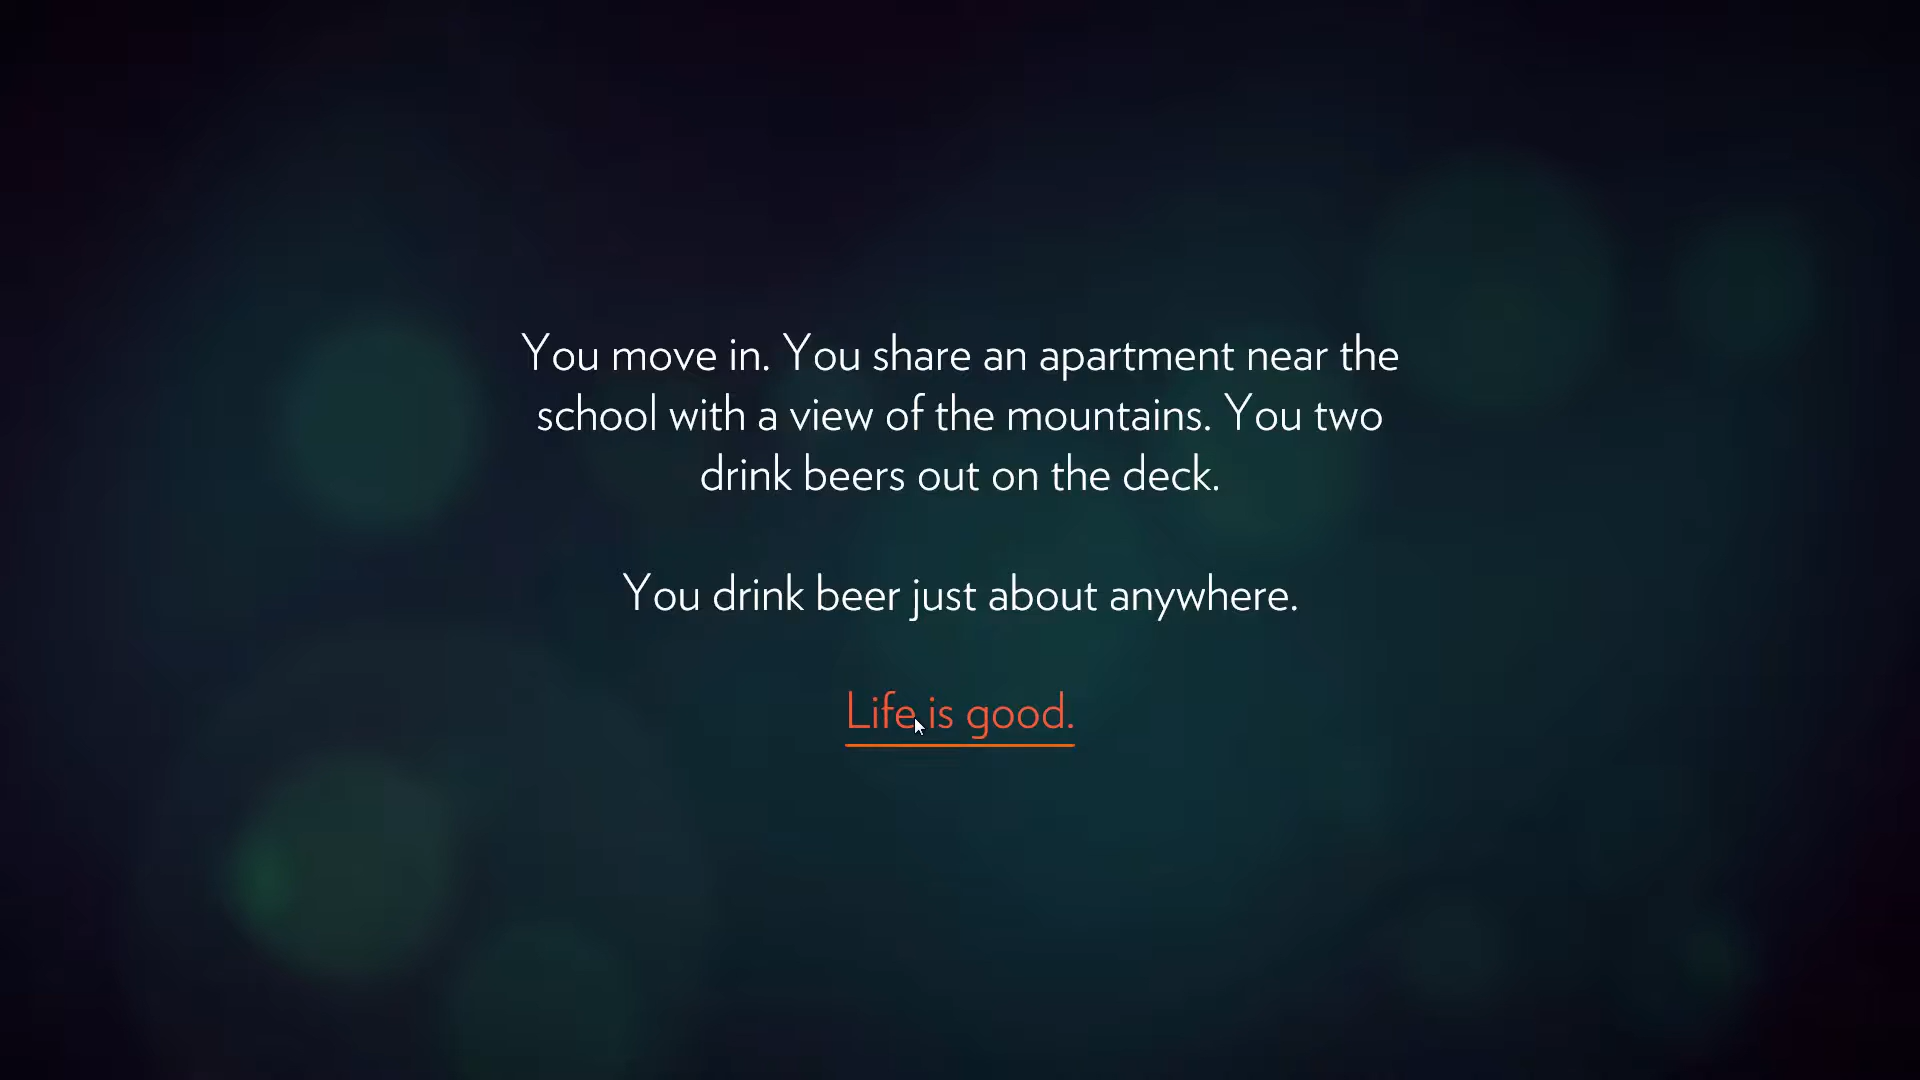 You move in. You share an apartment near the
school with a view of the mountains. You two
drink beers out on the deck.
You drink beer just about anywhere.
Life is good.